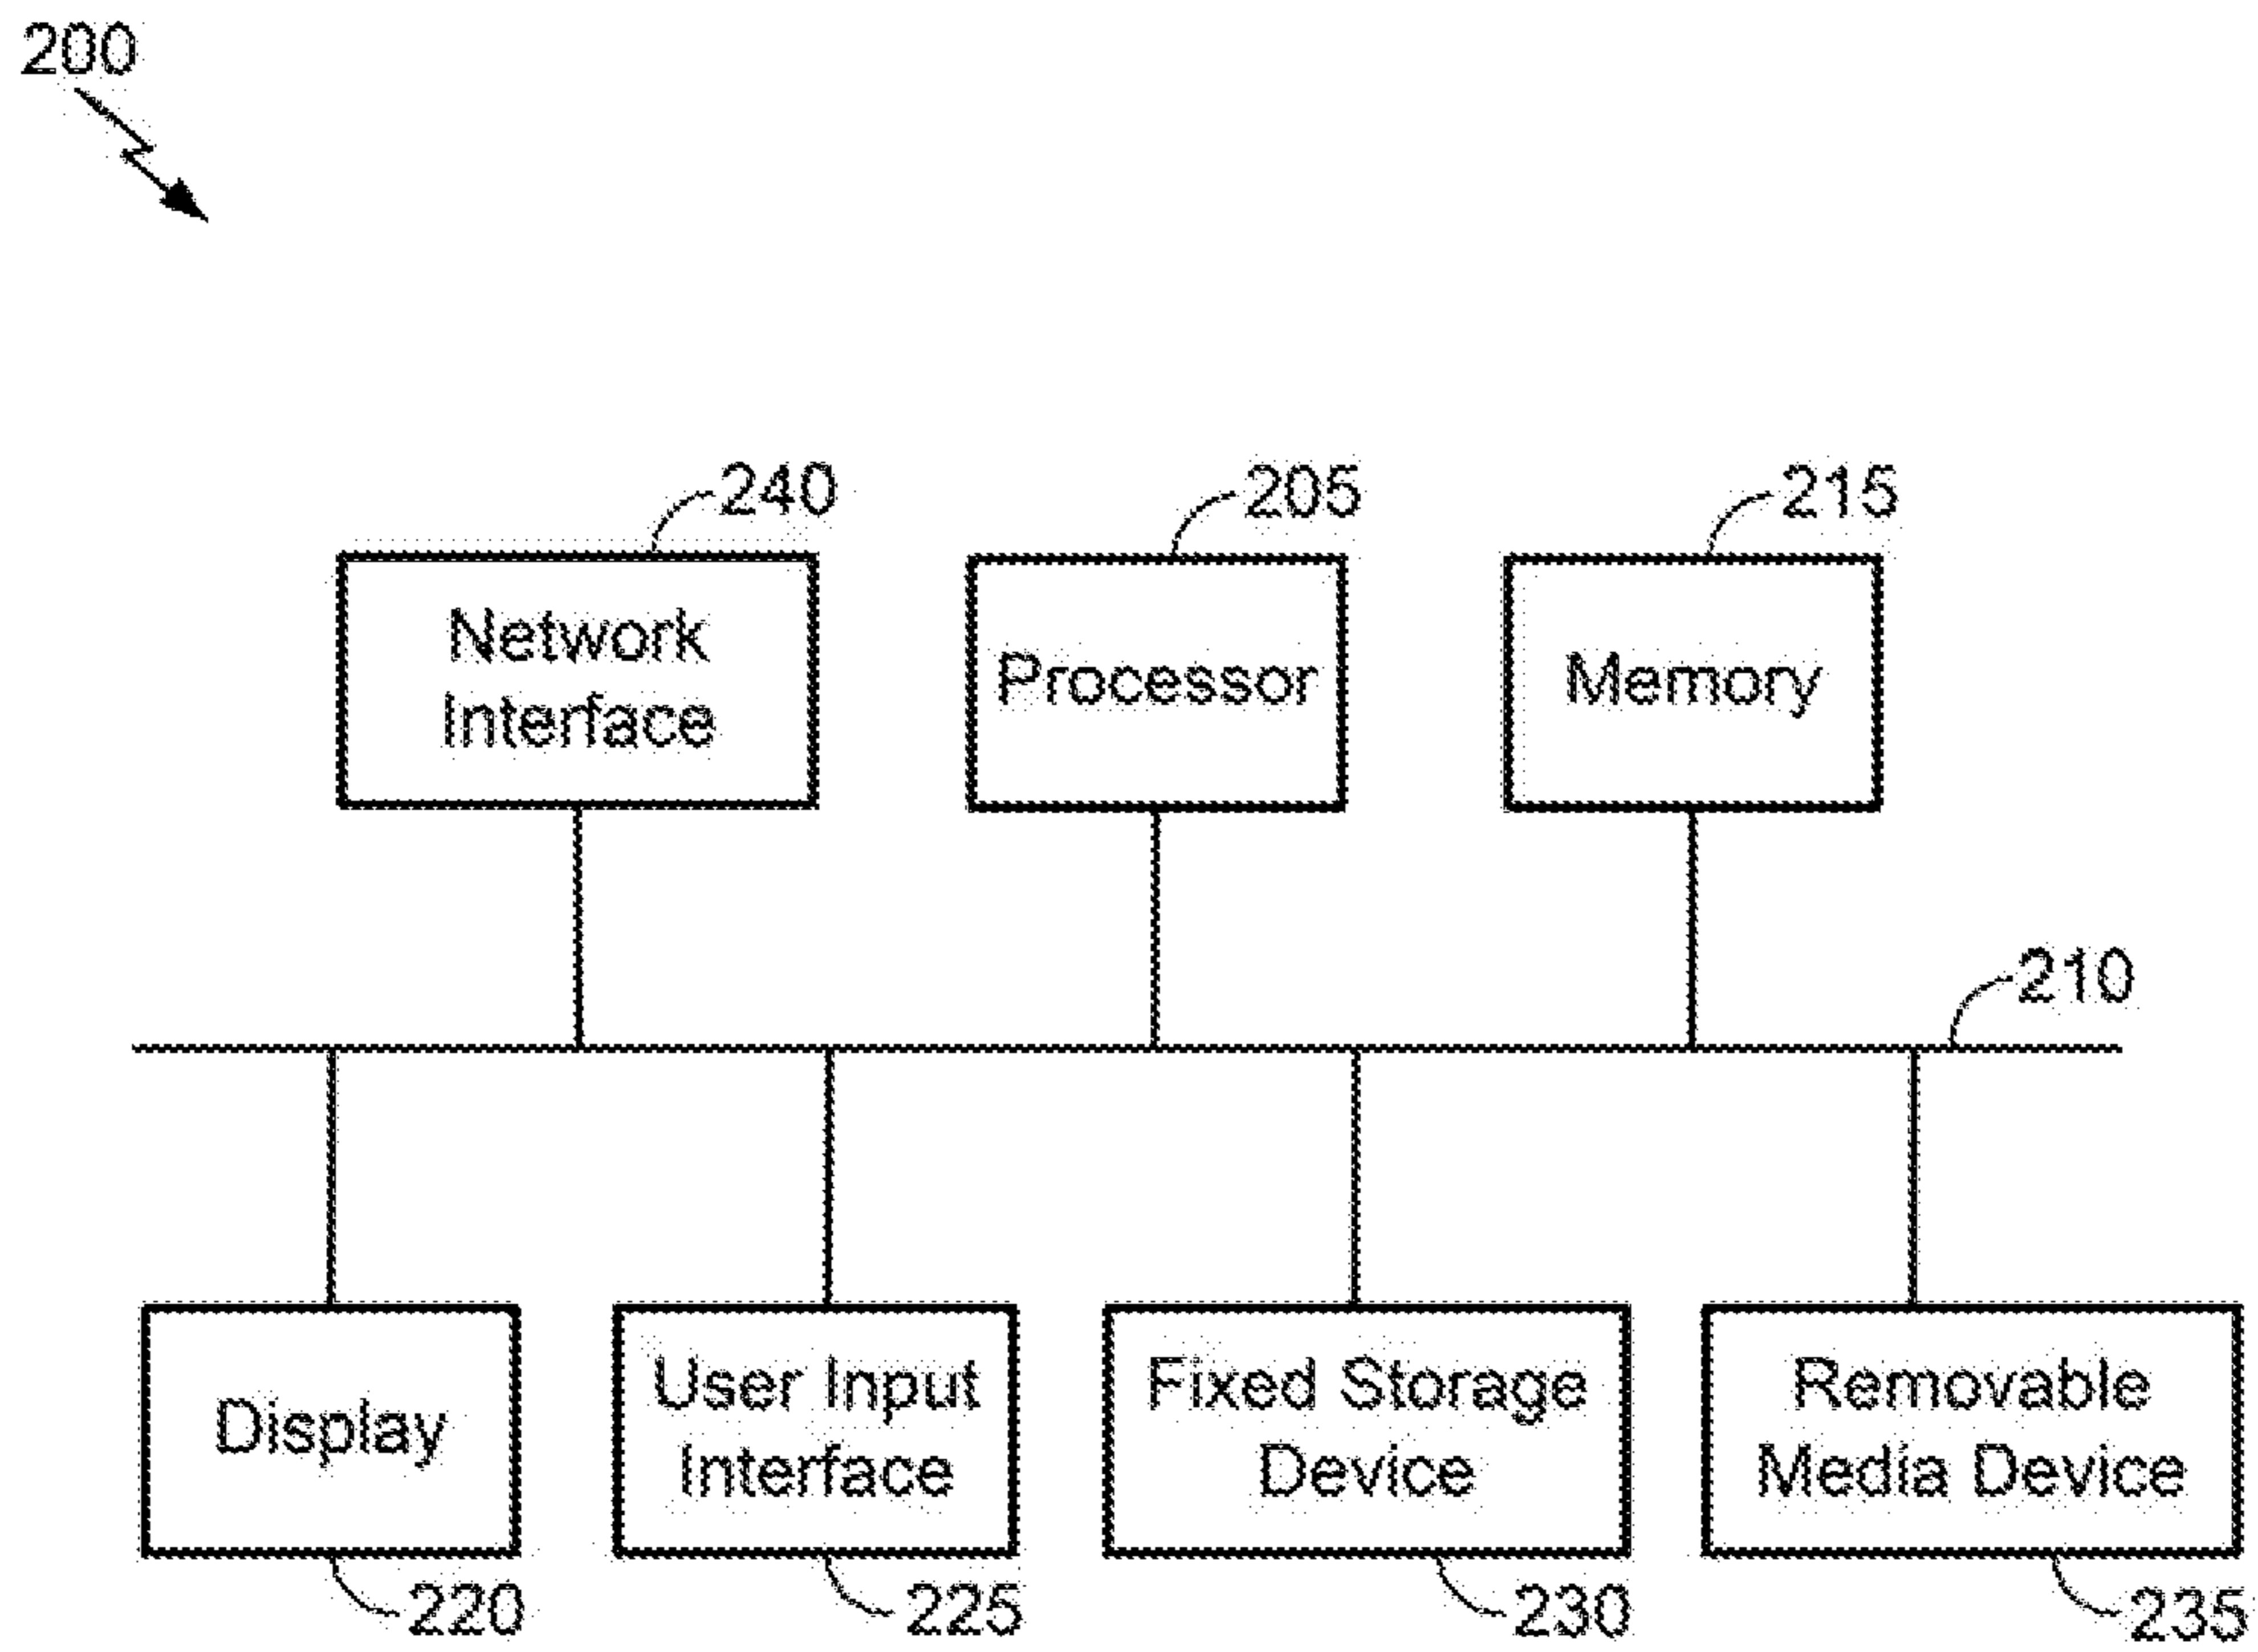 200
240
205
215
Network
Interface
Processor
Memory
210
Display
User Input
Interface
Fixed Storage
Device
Removable
Media Device
220
225
230
235